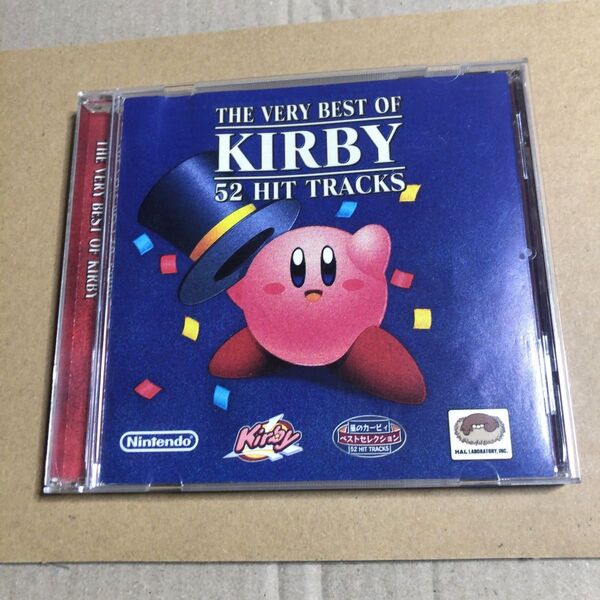 THE VERY BEST OF
KIRBY
52 HIT TRACKS
THE VERY BEST OF KIRBY
Nintendo
Kirby
星のカービィ
ベストセレクション
52 HIT TRACKS
HAL LABORATORY, INC.